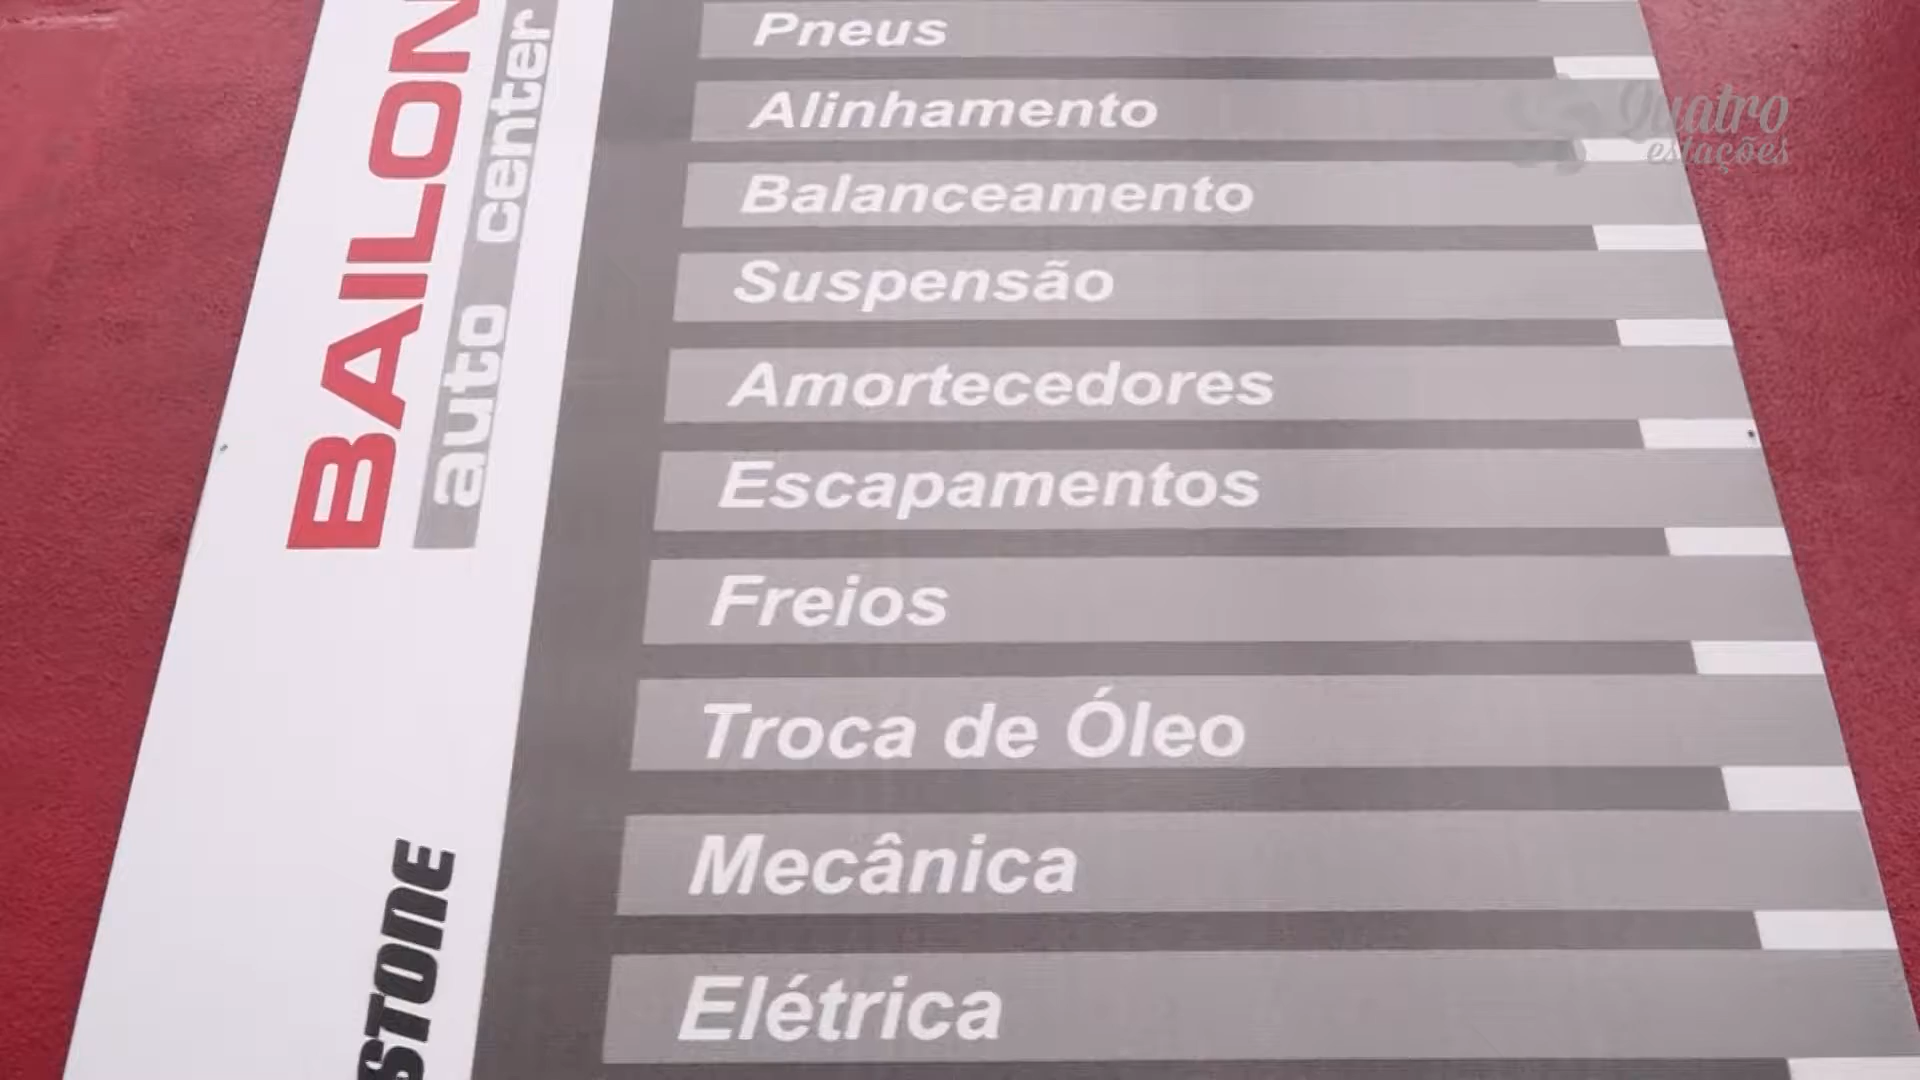 BAILON
auto center
STONE
Pneus
Alinhamento
Balanceamento
Suspensão
Amortecedores
Escapamentos
Freios
Troca de Óleo
Mecânica
Elétrica
Quatro
estações